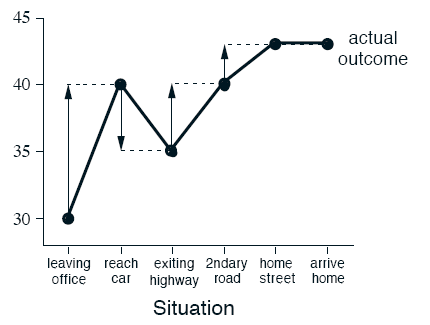 45
40
35
30
actual
outcome
leaving office
reach car
exiting highway
2ndary road
home street
arrive home
Situation